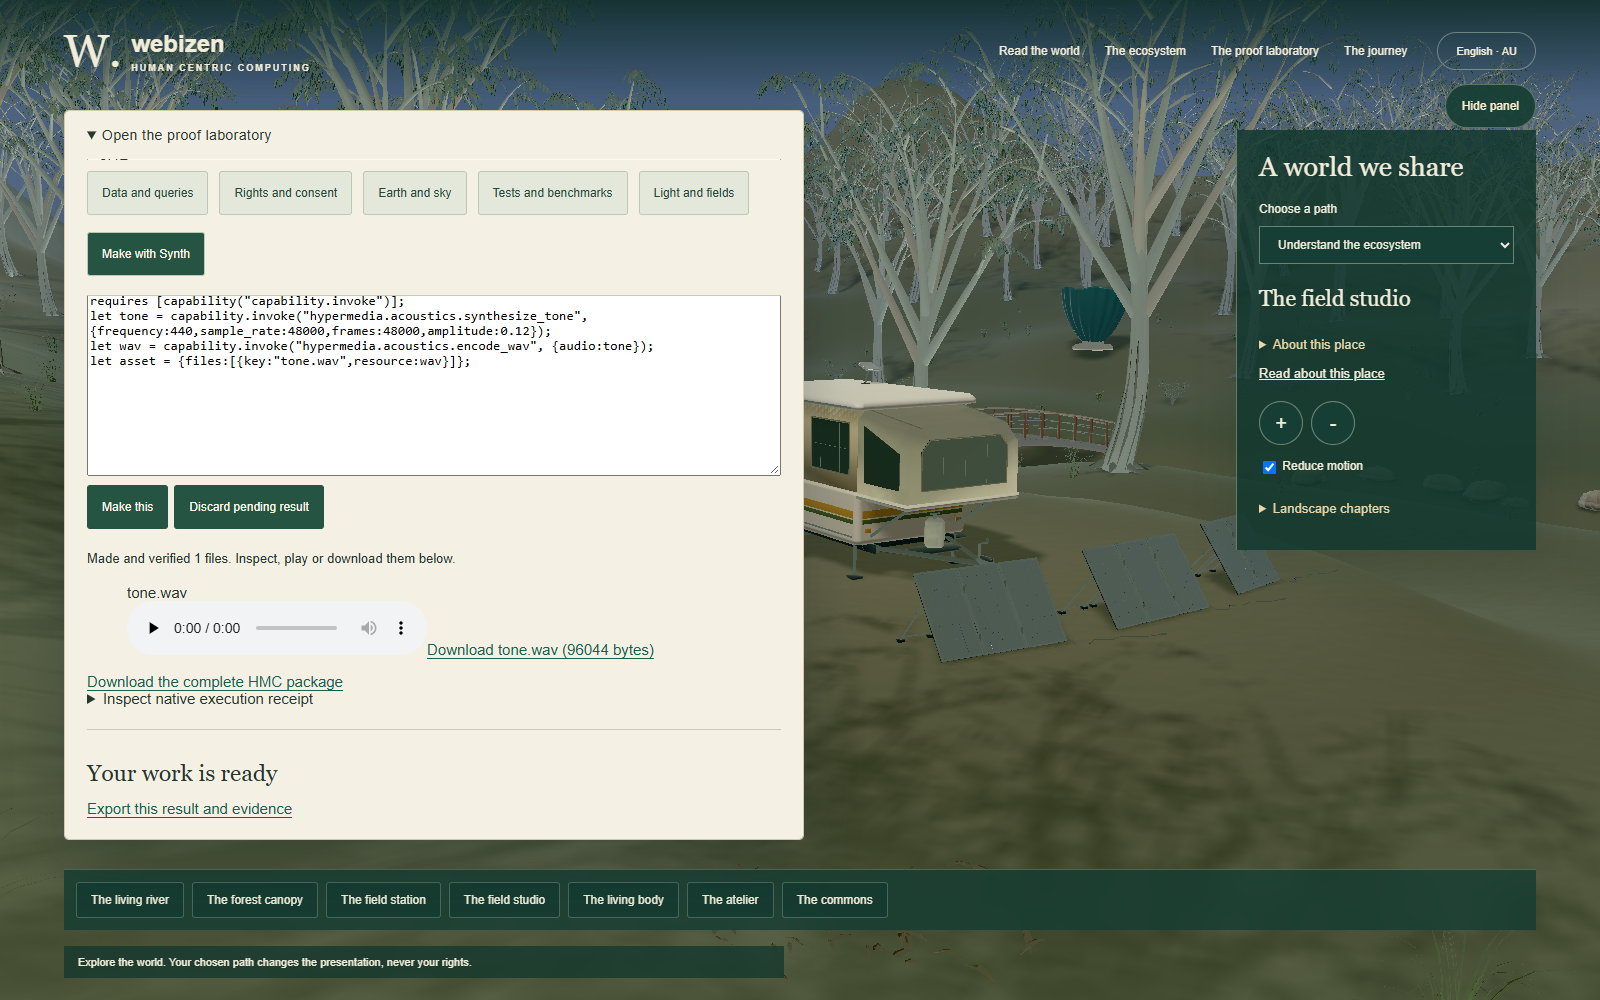 W.
webizen
HUMAN CENTRIC COMPUTING
Read the world
The ecosystem
The proof laboratory
The journey
English · AU
Hide panel
Open the proof laboratory
Data and queries
Rights and consent
Earth and sky
Tests and benchmarks
Light and fields
Make with Synth
requires [capability("capability.invoke")];
let tone = capability.invoke("hypermedia.acoustics.synthesize_tone",
{frequency:440,sample_rate:48000,frames:48000,amplitude:0.12});
let wav = capability.invoke("hypermedia.acoustics.encode_wav", {audio:tone});
let asset = {files:[{key:"tone.wav",resource:wav}]};
Make this
Discard pending result
Made and verified 1 files. Inspect, play or download them below.
tone.wav
0:00 / 0:00
Download tone.wav (96044 bytes)
Download the complete HMC package
Inspect native execution receipt
Your work is ready
Export this result and evidence
A world we share
Choose a path
Understand the ecosystem
The field studio
About this place
Read about this place
+
-
Reduce motion
Landscape chapters
The living river
The forest canopy
The field station
The field studio
The living body
The atelier
The commons
Explore the world. Your chosen path changes the presentation, never your rights.